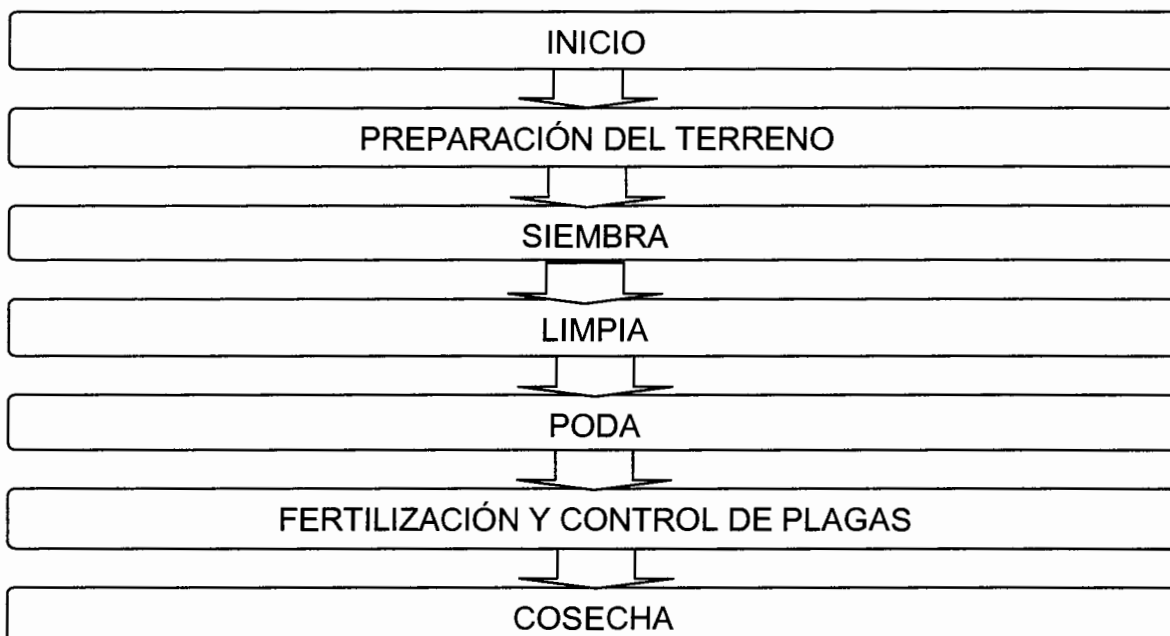 INICIO
PREPARACIÓN DEL TERRENO
SIEMBRA
LIMPIA
PODA
FERTILIZACIÓN Y CONTROL DE PLAGAS
COSECHA